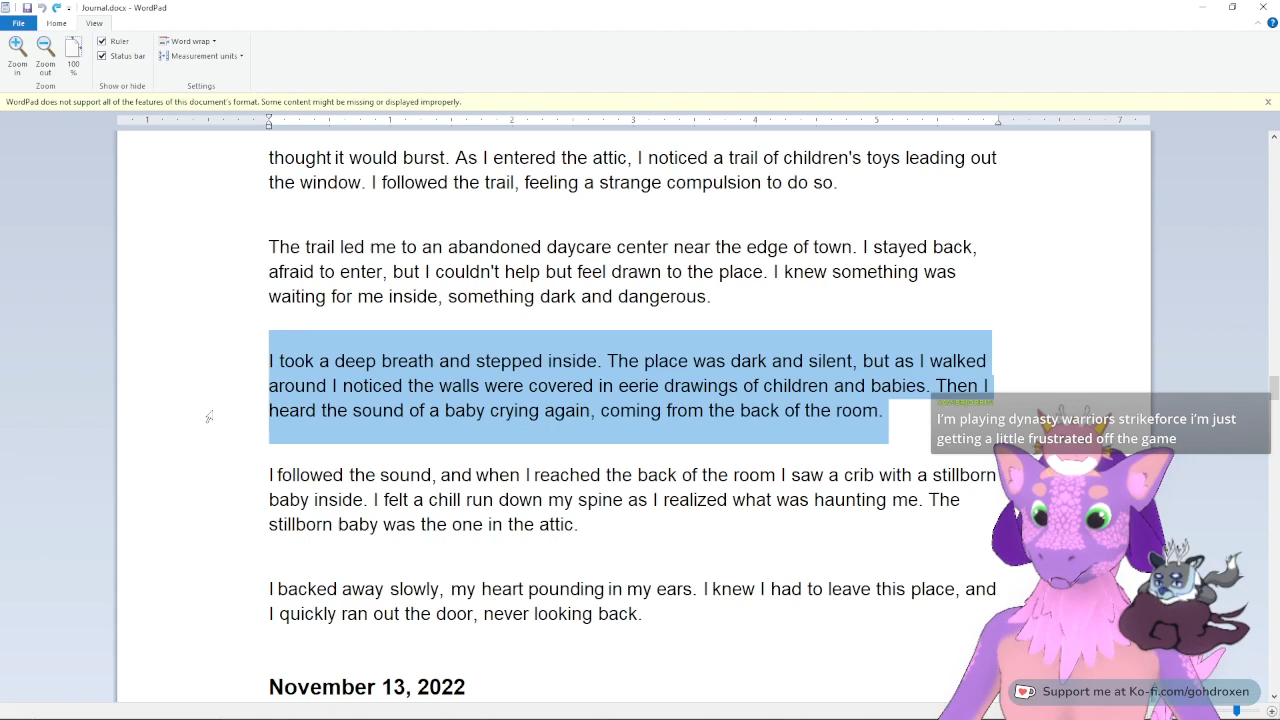 Journal.docx - WordPad
File
Home
View
Zoom in
Zoom out
100 %
Ruler
Status bar
Word wrap
Measurement units
Zoom
Show or hide
Settings
WordPad does not support all of the features of this document's format. Some content might be missing or displayed improperly.
1 1 2 3 4 5 7
thought it would burst. As I entered the attic, I noticed a trail of children's toys leading out
the window. I followed the trail, feeling a strange compulsion to do so.
The trail led me to an abandoned daycare center near the edge of town. I stayed back,
afraid to enter, but I couldn't help but feel drawn to the place. I knew something was
waiting for me inside, something dark and dangerous.
I took a deep breath and stepped inside. The place was dark and silent, but as I walked
around I noticed the walls were covered in eerie drawings of children and babies. Then I
heard the sound of a baby crying again, coming from the back of the room.
I'm playing dynasty warriors strikeforce i'm just
getting a little frustrated off the game
I followed the sound, and when I reached the back of the room I saw a crib with a stillborn
baby inside. I felt a chill run down my spine as I realized what was haunting me. The
stillborn baby was the one in the attic.
I backed away slowly, my heart pounding in my ears. I knew I had to leave this place, and
I quickly ran out the door, never looking back.
November 13, 2022
Support me at Ko-fi.com/gohdroxen